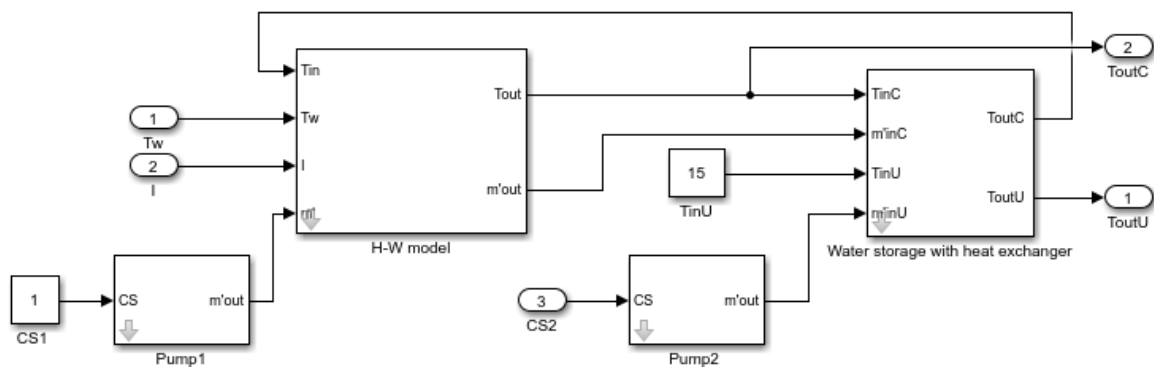 Tin
Tout
2
ToutC
TinC
ToutC
1
Tw
Tw
m'inC
2
I
I
15
TinU
TinU
m'out
ToutU
1
ToutU
m'
m'inU
H-W model
Water storage with heat exchanger
1
CS1
CS
m'out
Pump1
3
CS2
CS
m'out
Pump2